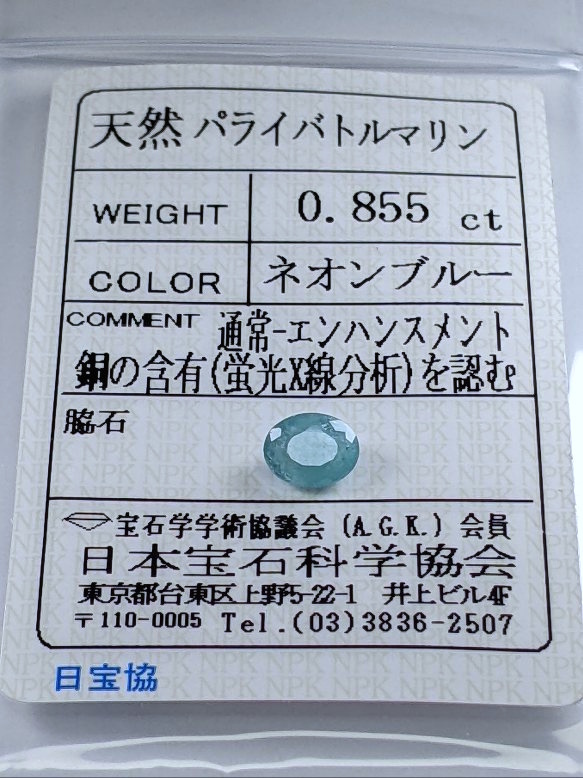 天然 パライバトルマリン
WEIGHT 0.855 ct
COLOR ネオンブルー
COMMENT 通常-エンハンスメント
銅の含有(蛍光X線分析)を認む
脇石
宝石学学術協議会 (A.G.K.) 会員
日本宝石科学協会
東京都台東区上野5-22-1 井上ビル4F
〒110-0005 Tel.(03)3836-2507
日宝協